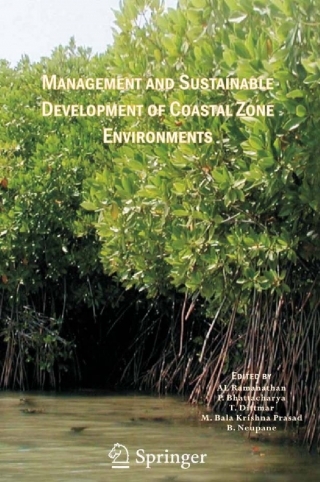 MANAGEMENT AND SUSTAINABLE
DEVELOPMENT OF COASTAL ZONE
ENVIRONMENTS
EDITED BY
AL. Ramanathan
P. Bhattacharya
T. Dittmar
M. Bala Krishna Prasad
B. Neupane
Springer